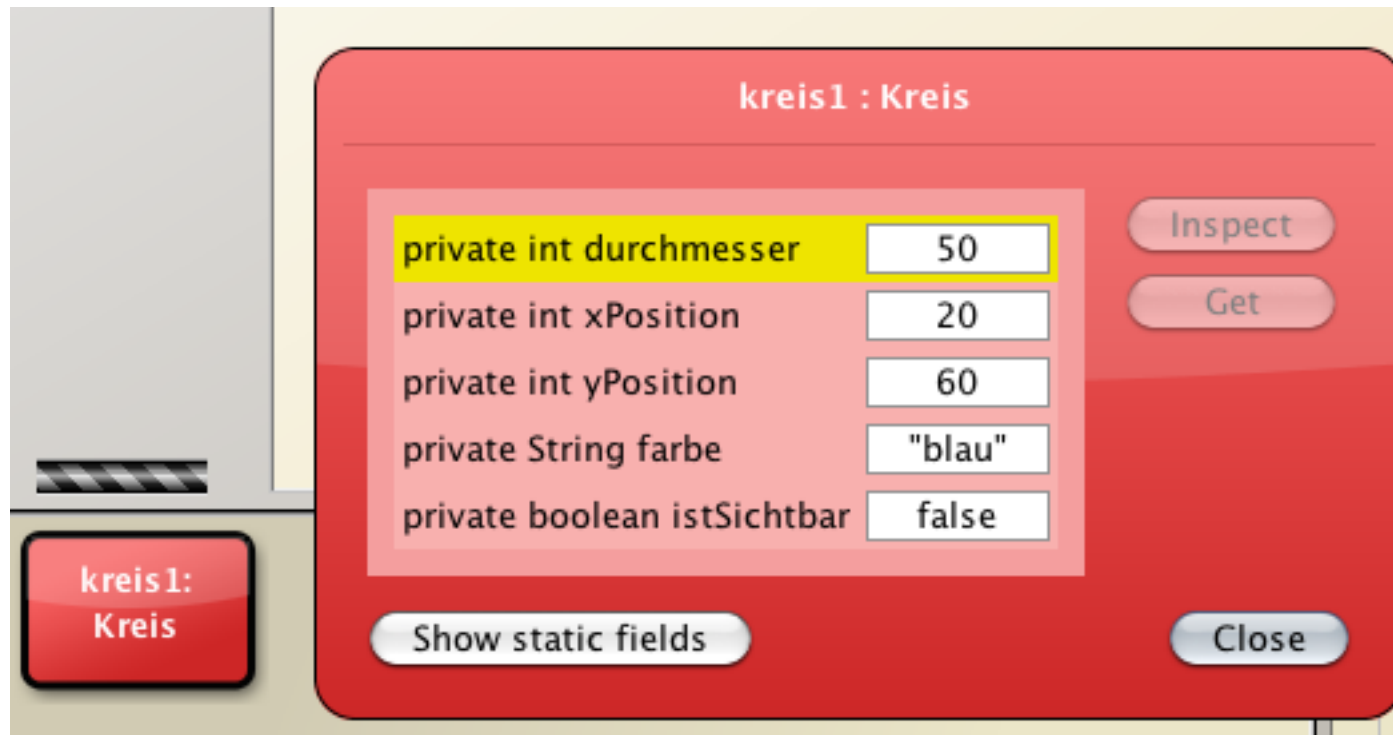 kreis1 : Kreis
private int durchmesser 50
private int xPosition 20
private int yPosition 60
private String farbe "blau"
private boolean istSichtbar false
Inspect
Get
Show static fields
Close
kreis1:
Kreis